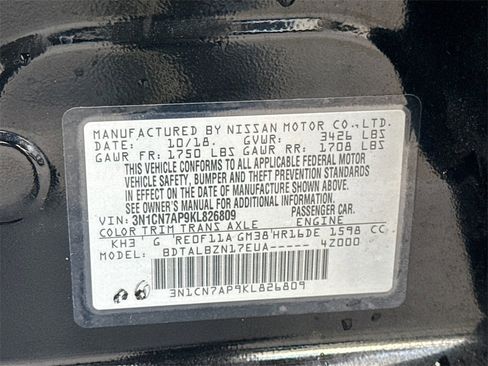 MANUFACTURED BY NISSAN MOTOR CO.,LTD.
DATE: 10/18. GVWR: 3426 LBS
GAWR FR: 1750 LBS GAWR RR: 1708 LBS
THIS VEHICLE CONFORMS TO ALL APPLICABLE FEDERAL MOTOR
VEHICLE SAFETY, BUMPER AND THEFT PREVENTION STANDARDS
IN EFFECT ON THE DATE OF MANUFACTURE SHOWN ABOVE.
SEE OWNER'S MANUAL FOR ADDITIONAL INFORMATION.
VIN: 3N1CN7AP9KL826809 PASSENGER CAR
COLOR TRIM TRANS AXLE ENGINE
KH3 G REOF11A GM38 HR16DE 1598 CC
MODEL: BDTALBZN17EUA----- 4Z000
3N1CN7AP9KL826809
06